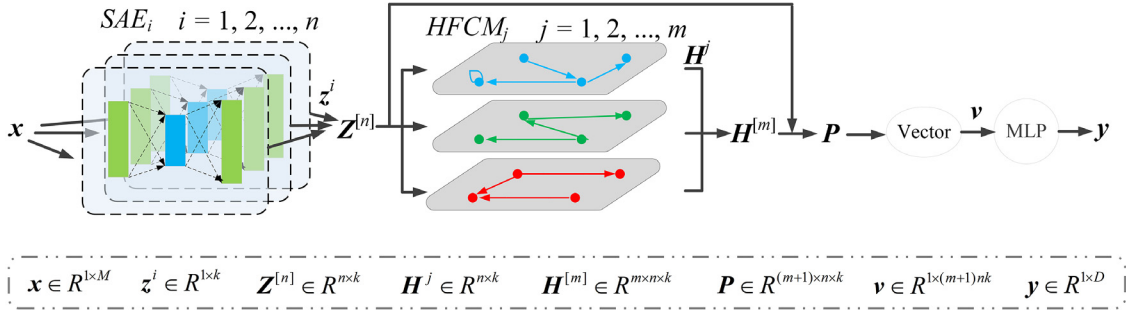 SAE_i i = 1, 2, ..., n
HFCM_j j = 1, 2, ..., m
x
z^i
Z^[n]
H^j
H^[m]
P
Vector
v
MLP
y
x ∈ R^{1×M} z^i ∈ R^{1×k} Z^[n] ∈ R^{n×k} H^j ∈ R^{n×k} H^[m] ∈ R^{m×n×k} P ∈ R^{(m+1)×n×k} v ∈ R^{1×(m+1)nk} y ∈ R^{1×D}